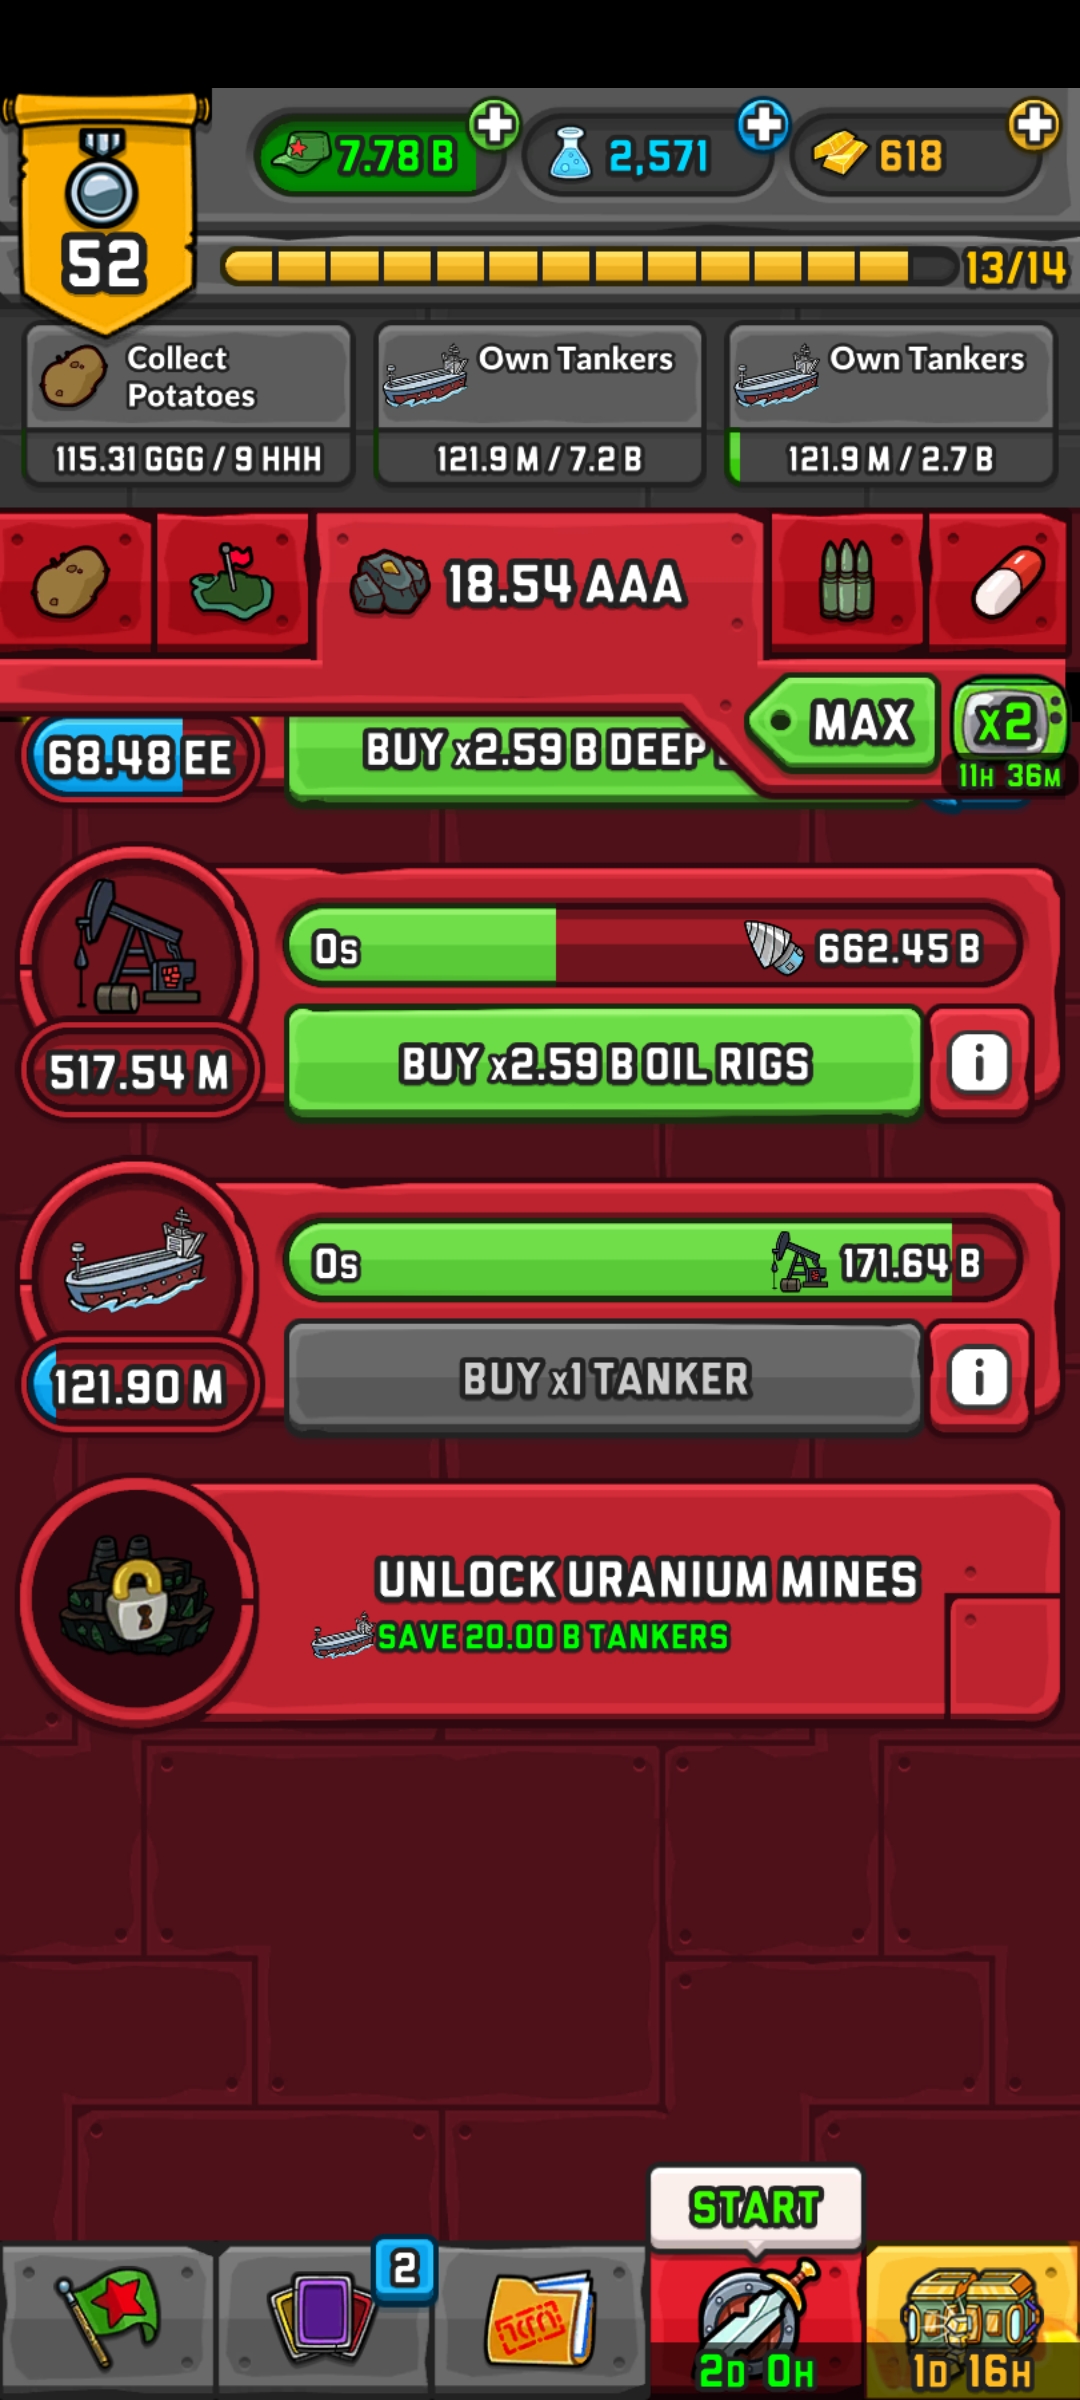 7.78 B
2,571
618
52
13/14
Collect
Potatoes
115.31 GGG / 9 HHH
Own Tankers
121.9 M / 7.2 B
Own Tankers
121.9 M / 2.7 B
18.54 AAA
MAX
x2
11H 36M
68.48 EE
BUY x2.59 B DEEP
0s
662.45 B
517.54 M
BUY x2.59 B OIL RIGS
i
0s
171.64 B
121.90 M
BUY x1 TANKER
i
UNLOCK URANIUM MINES
SAVE 20.00 B TANKERS
START
2
2D 0H
1D 16H